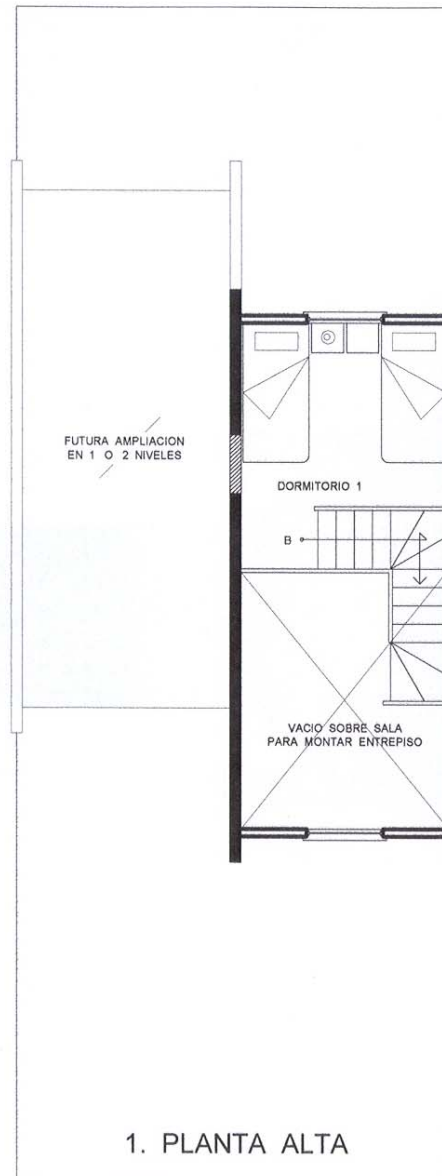 FUTURA AMPLIACION
EN 1 O 2 NIVELES
DORMITORIO 1
B
VACIO SOBRE SALA
PARA MONTAR ENTREPISO
1. PLANTA ALTA